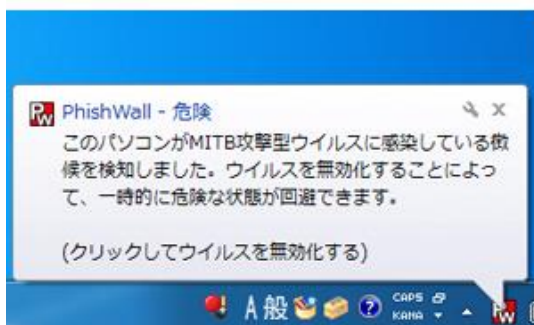 PhishWall - 危険
このパソコンがMITB攻撃型ウイルスに感染している徴
候を検知しました。ウイルスを無効化することによっ
て、一時的に危険な状態が回避できます。
(クリックしてウイルスを無効化する)
A 般 CAPS
KANA